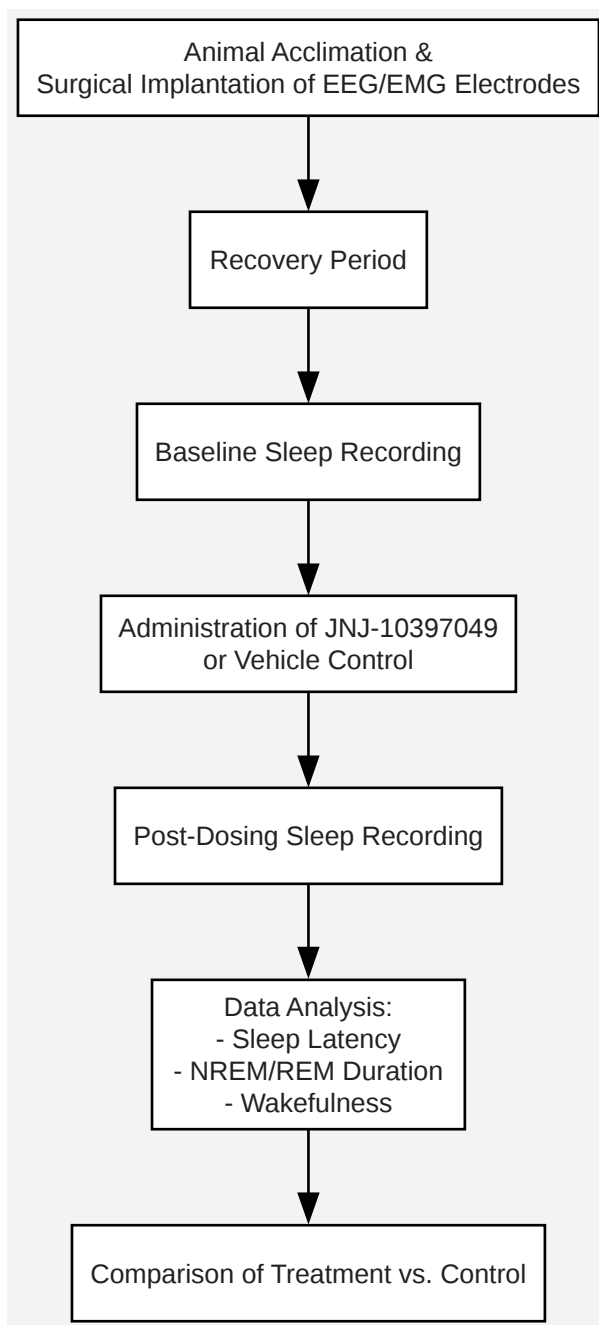 Animal Acclimation &
Surgical Implantation of EEG/EMG Electrodes
Recovery Period
Baseline Sleep Recording
Administration of JNJ-10397049
or Vehicle Control
Post-Dosing Sleep Recording
Data Analysis:
- Sleep Latency
- NREM/REM Duration
- Wakefulness
Comparison of Treatment vs. Control